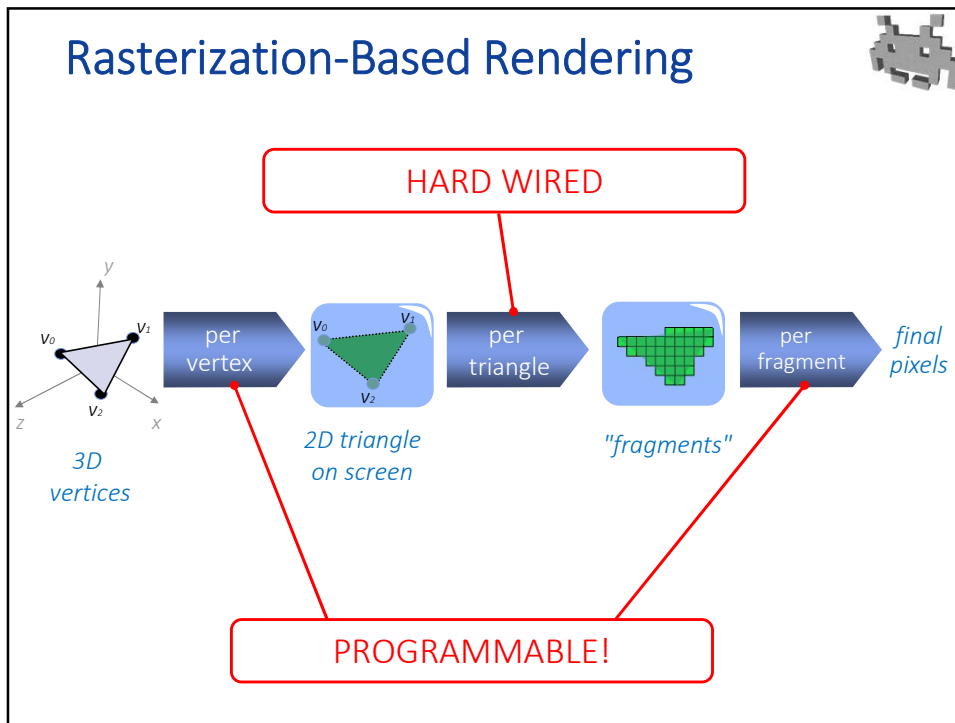 Rasterization-Based Rendering
HARD WIRED
y
v0
v1
v2
z
x
3D
vertices
per
vertex
v0
v1
v2
2D triangle
on screen
per
triangle
"fragments"
per
fragment
final
pixels
PROGRAMMABLE!